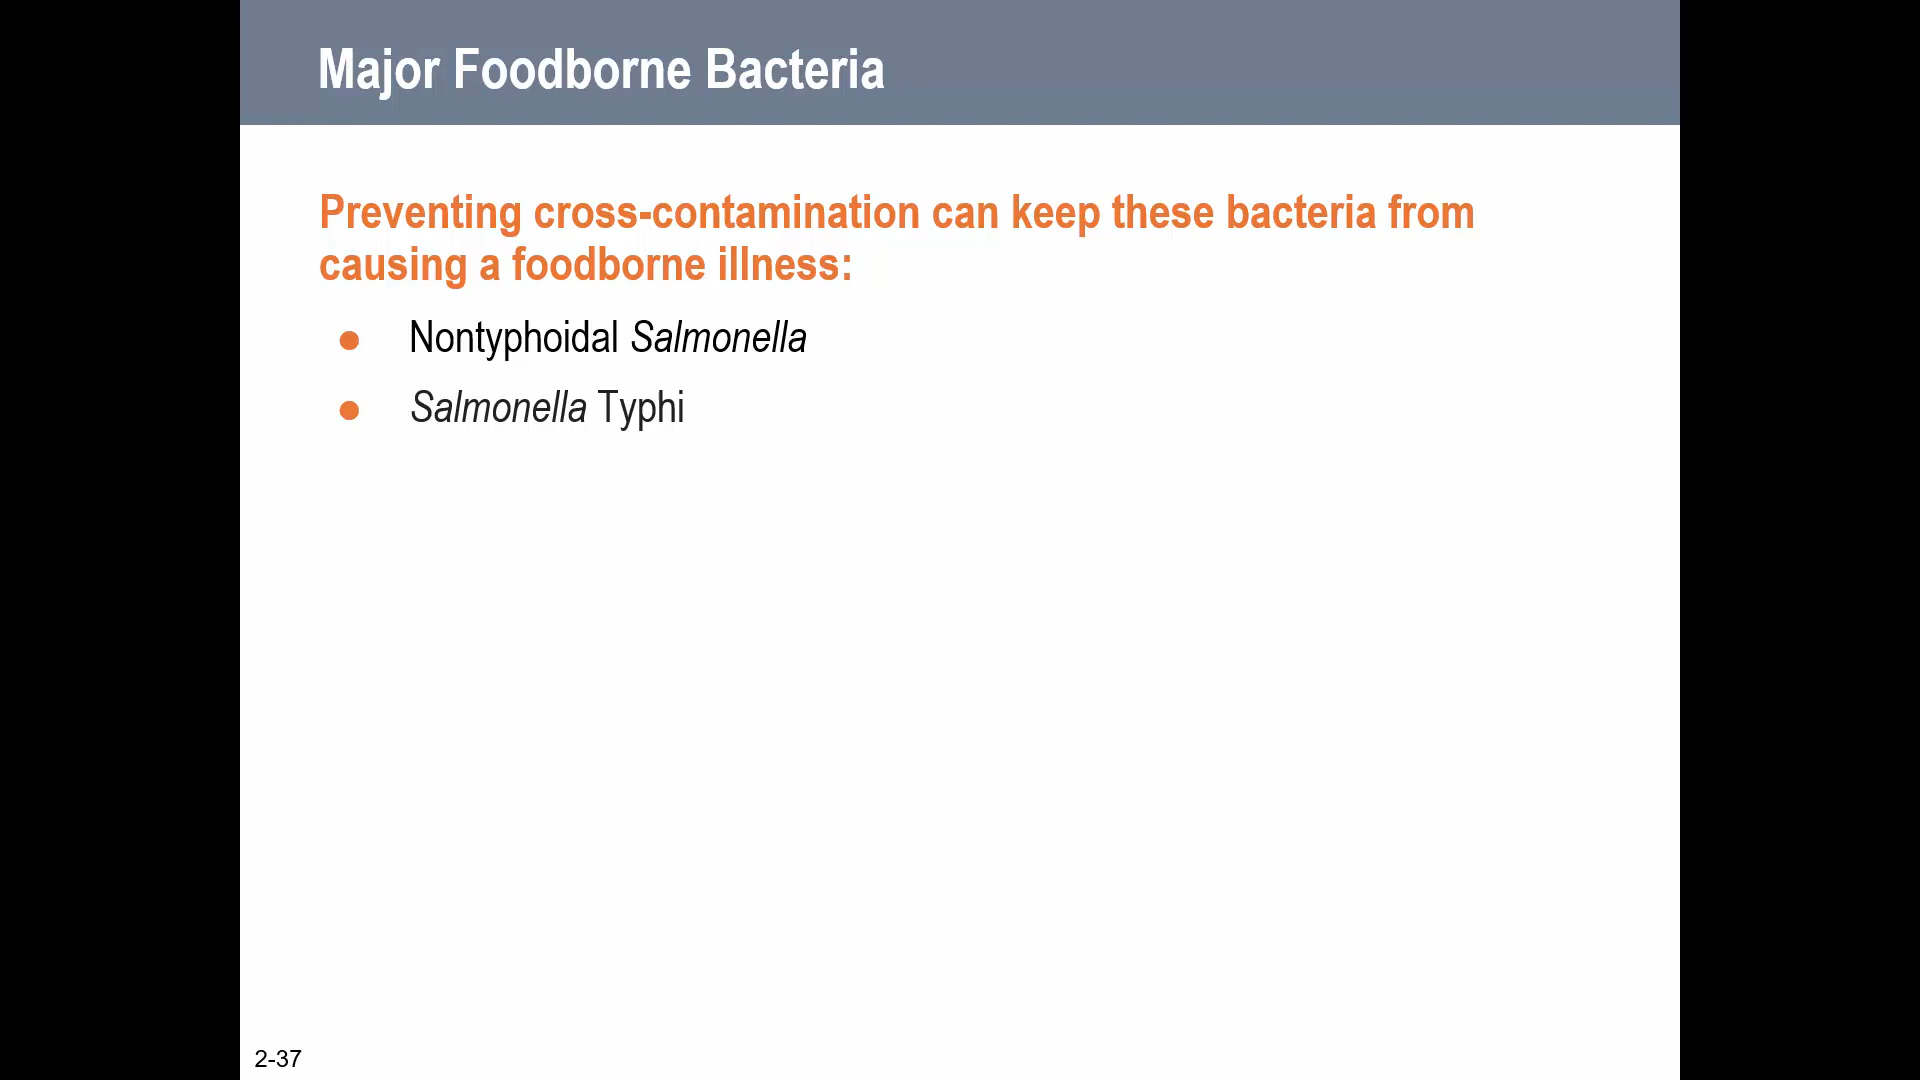 Major Foodborne Bacteria
Preventing cross-contamination can keep these bacteria from
causing a foodborne illness:
● Nontyphoidal Salmonella
● Salmonella Typhi
2-37